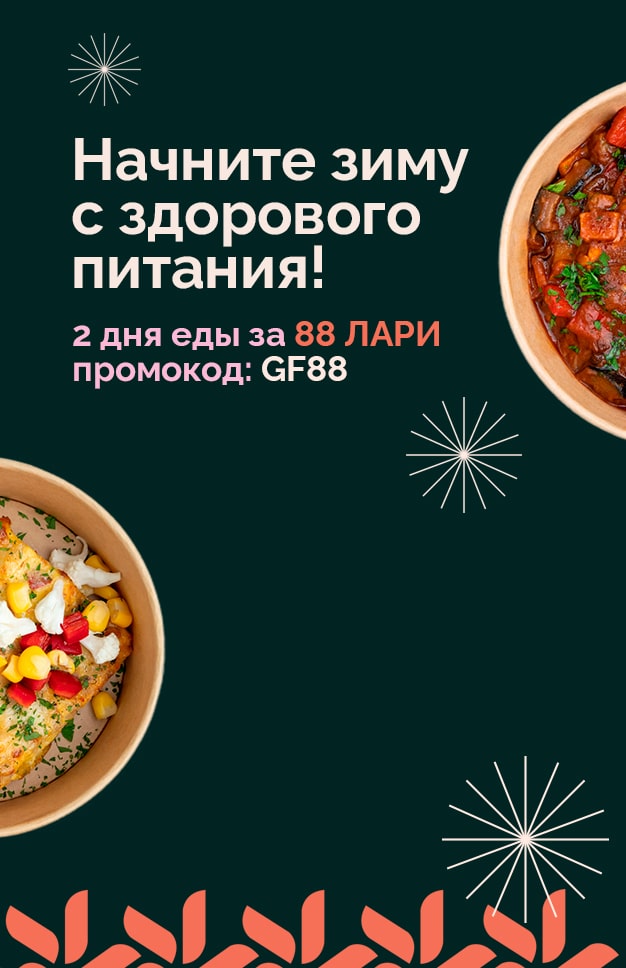 Начните зиму
с здорового
питания!
2 дня еды за 88 ЛАРИ
промокод: GF88